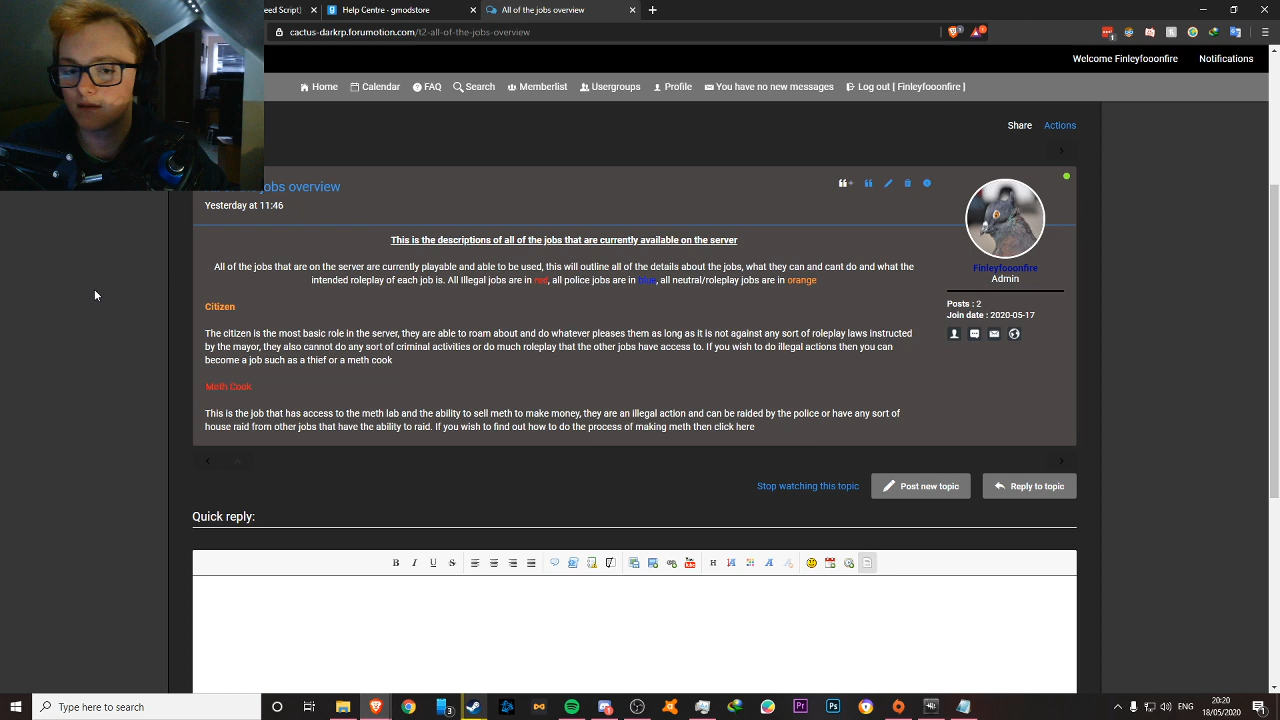 eed Script|
Help Centre - gmodstore
All of the jobs overview
cactus-darkrp.forumotion.com/t2-all-of-the-jobs-overview
Welcome Finleyfooonfire Notifications
Home Calendar FAQ Search Memberlist Usergroups Profile You have no new messages Log out [ Finleyfooonfire ]
Share Actions
jobs overview
Yesterday at 11:46
This is the descriptions of all of the jobs that are currently available on the server
All of the jobs that are on the server are currently playable and able to be used, this will outline all of the details about the jobs, what they can and cant do and what the
intended roleplay of each job is. All Illegal jobs are in red, all police jobs are in blue, all neutral/roleplay jobs are in orange
Citizen
The citizen is the most basic role in the server, they are able to roam about and do whatever pleases them as long as it is not against any sort of roleplay laws instructed
by the mayor, they also cannot do any sort of criminal activities or do much roleplay that the other jobs have access to. If you wish to do illegal actions then you can
become a job such as a thief or a meth cook
Meth Cook
This is the job that has access to the meth lab and the ability to sell meth to make money, they are an illegal action and can be raided by the police or have any sort of
house raid from other jobs that have the ability to raid. If you wish to find out how to do the process of making meth then click here
Finleyfooonfire
Admin
Posts : 2
Join date : 2020-05-17
Stop watching this topic Post new topic Reply to topic
Quick reply:
Type here to search
ENG
20:20
18/05/2020